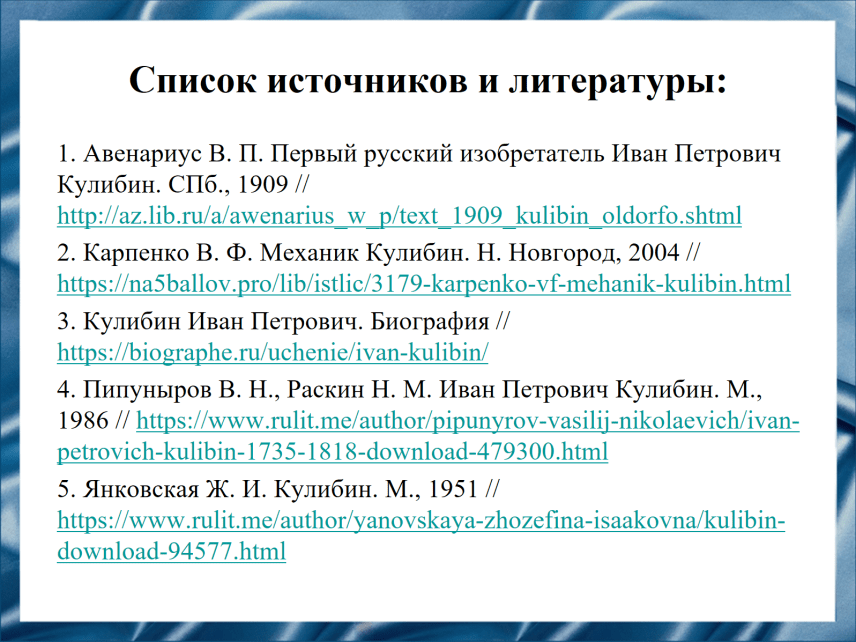 Список источников и литературы:
1. Авенариус В. П. Первый русский изобретатель Иван Петрович
Кулибин. СПб., 1909 //
http://az.lib.ru/a/awenarius_w_p/text_1909_kulibin_oldorfo.shtml
2. Карпенко В. Ф. Механик Кулибин. Н. Новгород, 2004 //
https://na5ballov.pro/lib/istlic/3179-karpenko-vf-mehanik-kulibin.html
3. Кулибин Иван Петрович. Биография //
https://biographe.ru/uchenie/ivan-kulibin/
4. Пипуныров В. Н., Раскин Н. М. Иван Петрович Кулибин. М.,
1986 // https://www.rulit.me/author/pipunyrov-vasilij-nikolaevich/ivan-
petrovich-kulibin-1735-1818-download-479300.html
5. Янковская Ж. И. Кулибин. М., 1951 //
https://www.rulit.me/author/yanovskaya-zhozefina-isaakovna/kulibin-
download-94577.html